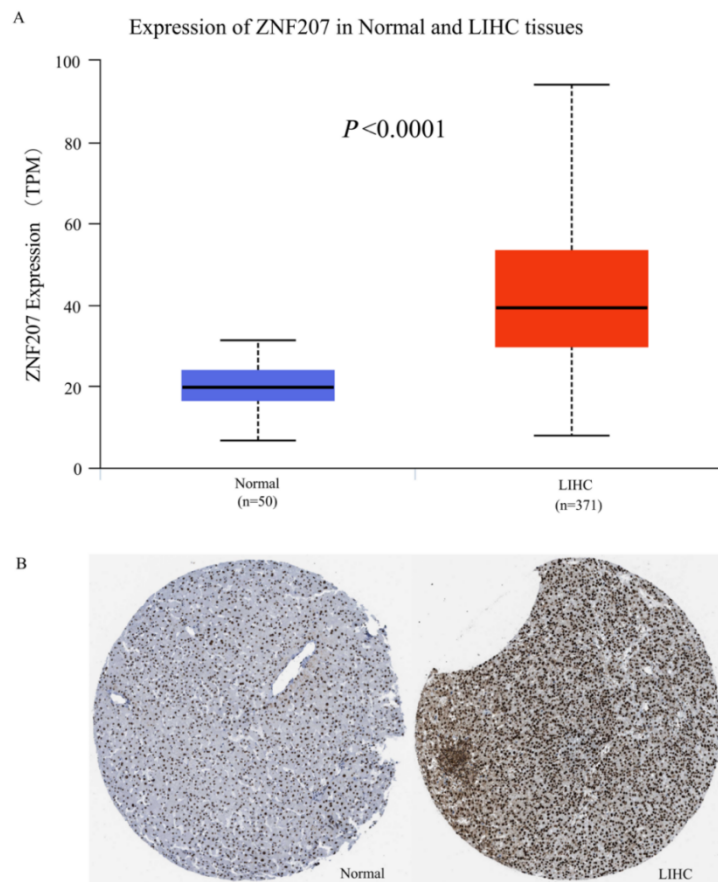 A
Expression of ZNF207 in Normal and LIHC tissues
ZNF207 Expression （TPM）
100
80
60
40
20
0
P<0.0001
Normal
(n=50)
LIHC
(n=371)
B
Normal
LIHC